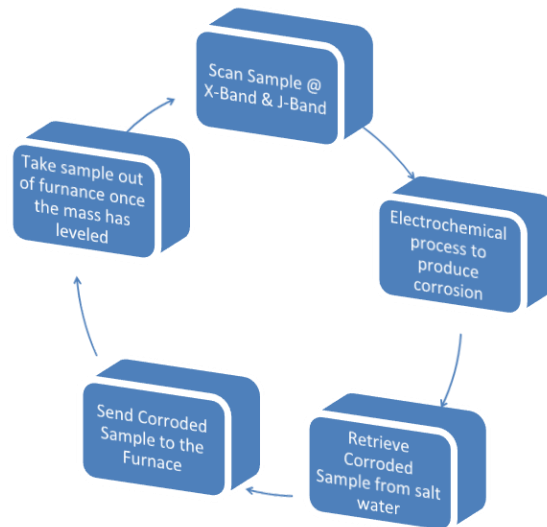 Scan Sample @
X-Band & J-Band
Electrochemical
process to
produce
corrosion
Retrieve
Corroded
Sample from salt
water
Send Corroded
Sample to the
Furnace
Take sample out
of furnance once
the mass has
leveled